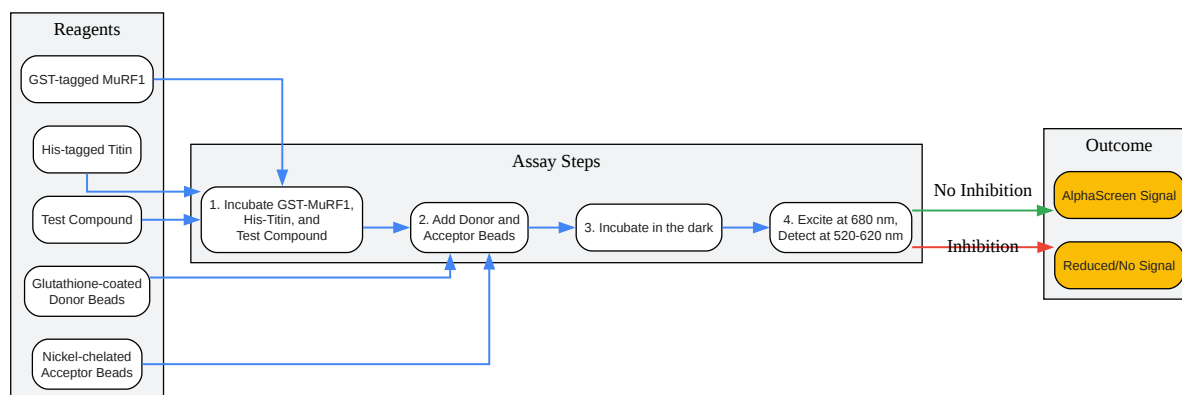 Reagents
GST-tagged MuRF1
His-tagged Titin
Test Compound
Glutathione-coated
Donor Beads
Nickel-chelated
Acceptor Beads
Assay Steps
1. Incubate GST-MuRF1,
His-Titin, and
Test Compound
2. Add Donor and
Acceptor Beads
3. Incubate in the dark
4. Excite at 680 nm,
Detect at 520-620 nm
No Inhibition
Inhibition
Outcome
AlphaScreen Signal
Reduced/No Signal